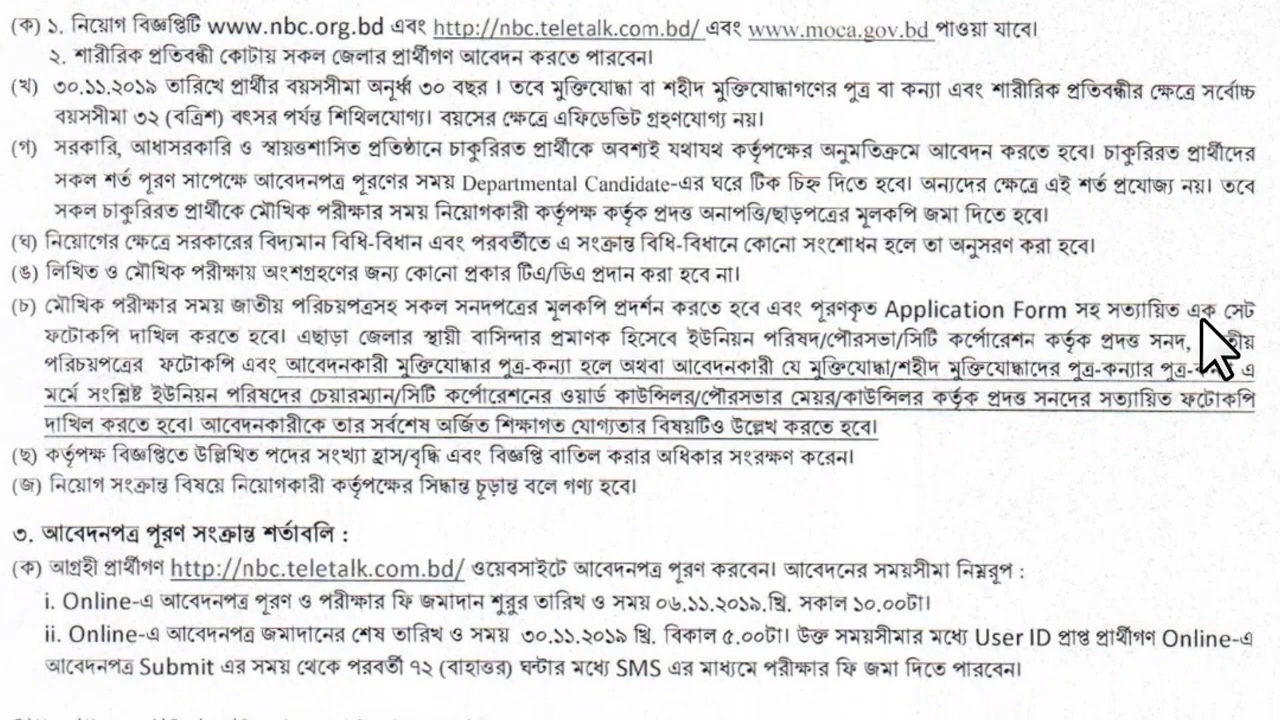 (ক) ১. নিয়োগ বিজ্ঞপ্তিটি www.nbc.org.bd এবং http://nbc.teletalk.com.bd/ এবং www.moca.gov.bd পাওয়া যাবে।
২. শারীরিক প্রতিবন্ধী কোটায় সকল জেলার প্রার্থীগণ আবেদন করতে পারবেন।
(খ) ৩০.১১.২০১৯ তারিখে প্রার্থীর বয়সসীমা অনূর্ধ্ব ৩০ বছর । তবে মুক্তিযোদ্ধা বা শহীদ মুক্তিযোদ্ধাগণের পুত্র বা কন্যা এবং শারীরিক প্রতিবন্ধীর ক্ষেত্রে সর্বোচ্চ
বয়সসীমা ৩২ (বত্রিশ) বৎসর পর্যন্ত শিথিলযোগ্য। বয়সের ক্ষেত্রে এফিডেভিট গ্রহণযোগ্য নয়।
(গ) সরকারি, আধাসরকারি ও স্বায়ত্তশাসিত প্রতিষ্ঠানে চাকুরিরত প্রার্থীকে অবশ্যই যথাযথ কর্তৃপক্ষের অনুমতিক্রমে আবেদন করতে হবে। চাকুরিরত প্রার্থীদের
সকল শর্ত পূরণ সাপেক্ষে আবেদনপত্র পূরণের সময় Departmental Candidate-এর ঘরে টিক চিহ্ন দিতে হবে। অন্যদের ক্ষেত্রে এই শর্ত প্রযোজ্য নয়। তবে
সকল চাকুরিরত প্রার্থীকে মৌখিক পরীক্ষার সময় নিয়োগকারী কর্তৃপক্ষ কর্তৃক প্রদত্ত অনাপত্তি/ছাড়পত্রের মূলকপি জমা দিতে হবে।
(ঘ) নিয়োগের ক্ষেত্রে সরকারের বিদ্যমান বিধি-বিধান এবং পরবর্তীতে এ সংক্রান্ত বিধি-বিধানে কোনো সংশোধন হলে তা অনুসরণ করা হবে।
(ঙ) লিখিত ও মৌখিক পরীক্ষায় অংশগ্রহণের জন্য কোনো প্রকার টিএ/ডিএ প্রদান করা হবে না।
(চ) মৌখিক পরীক্ষার সময় জাতীয় পরিচয়পত্রসহ সকল সনদপত্রের মূলকপি প্রদর্শন করতে হবে এবং পূরণকৃত Application Form সহ সত্যায়িত এক সেট
ফটোকপি দাখিল করতে হবে। এছাড়া জেলার স্থায়ী বাসিন্দার প্রমাণক হিসেবে ইউনিয়ন পরিষদ/পৌরসভা/সিটি কর্পোরেশন কর্তৃক প্রদত্ত সনদ,
পরিচয়পত্রের ফটোকপি এবং আবেদনকারী মুক্তিযোদ্ধার পুত্র-কন্যা হলে অথবা আবেদনকারী যে মুক্তিযোদ্ধা/শহীদ মুক্তিযোদ্ধাদের পুত্র-কন্যার পুত্র- এ
মর্মে সংশ্লিষ্ট ইউনিয়ন পরিষদের চেয়ারম্যান/সিটি কর্পোরেশনের ওয়ার্ড কাউন্সিলর/পৌরসভার মেয়র/কাউন্সিলর কর্তৃক প্রদত্ত সনদের সত্যায়িত ফটোকপি
দাখিল করতে হবে। আবেদনকারীকে তার সর্বশেষ অর্জিত শিক্ষাগত যোগ্যতার বিষয়টিও উল্লেখ করতে হবে।
(ছ) কর্তৃপক্ষ বিজ্ঞপ্তিতে উল্লিখিত পদের সংখ্যা হ্রাস/বৃদ্ধি এবং বিজ্ঞপ্তি বাতিল করার অধিকার সংরক্ষণ করেন।
(জ) নিয়োগ সংক্রান্ত বিষয়ে নিয়োগকারী কর্তৃপক্ষের সিদ্ধান্ত চূড়ান্ত বলে গণ্য হবে।
৩. আবেদনপত্র পূরণ সংক্রান্ত শর্তাবলি :
(ক) আগ্রহী প্রার্থীগণ http://nbc.teletalk.com.bd/ ওয়েবসাইটে আবেদনপত্র পূরণ করবেন। আবেদনের সময়সীমা নিম্নরূপ :
i. Online-এ আবেদনপত্র পূরণ ও পরীক্ষার ফি জমাদান শুরুর তারিখ ও সময় ০৬.১১.২০১৯.খ্রি. সকাল ১০.০০টা।
ii. Online-এ আবেদনপত্র জমাদানের শেষ তারিখ ও সময় ৩০.১১.২০১৯ খ্রি. বিকাল ৫.০০টা। উক্ত সময়সীমার মধ্যে User ID প্রাপ্ত প্রার্থীগণ Online-এ
আবেদনপত্র Submit এর সময় থেকে পরবর্তী ৭২ (বাহাত্তর) ঘন্টার মধ্যে SMS এর মাধ্যমে পরীক্ষার ফি জমা দিতে পারবেন।